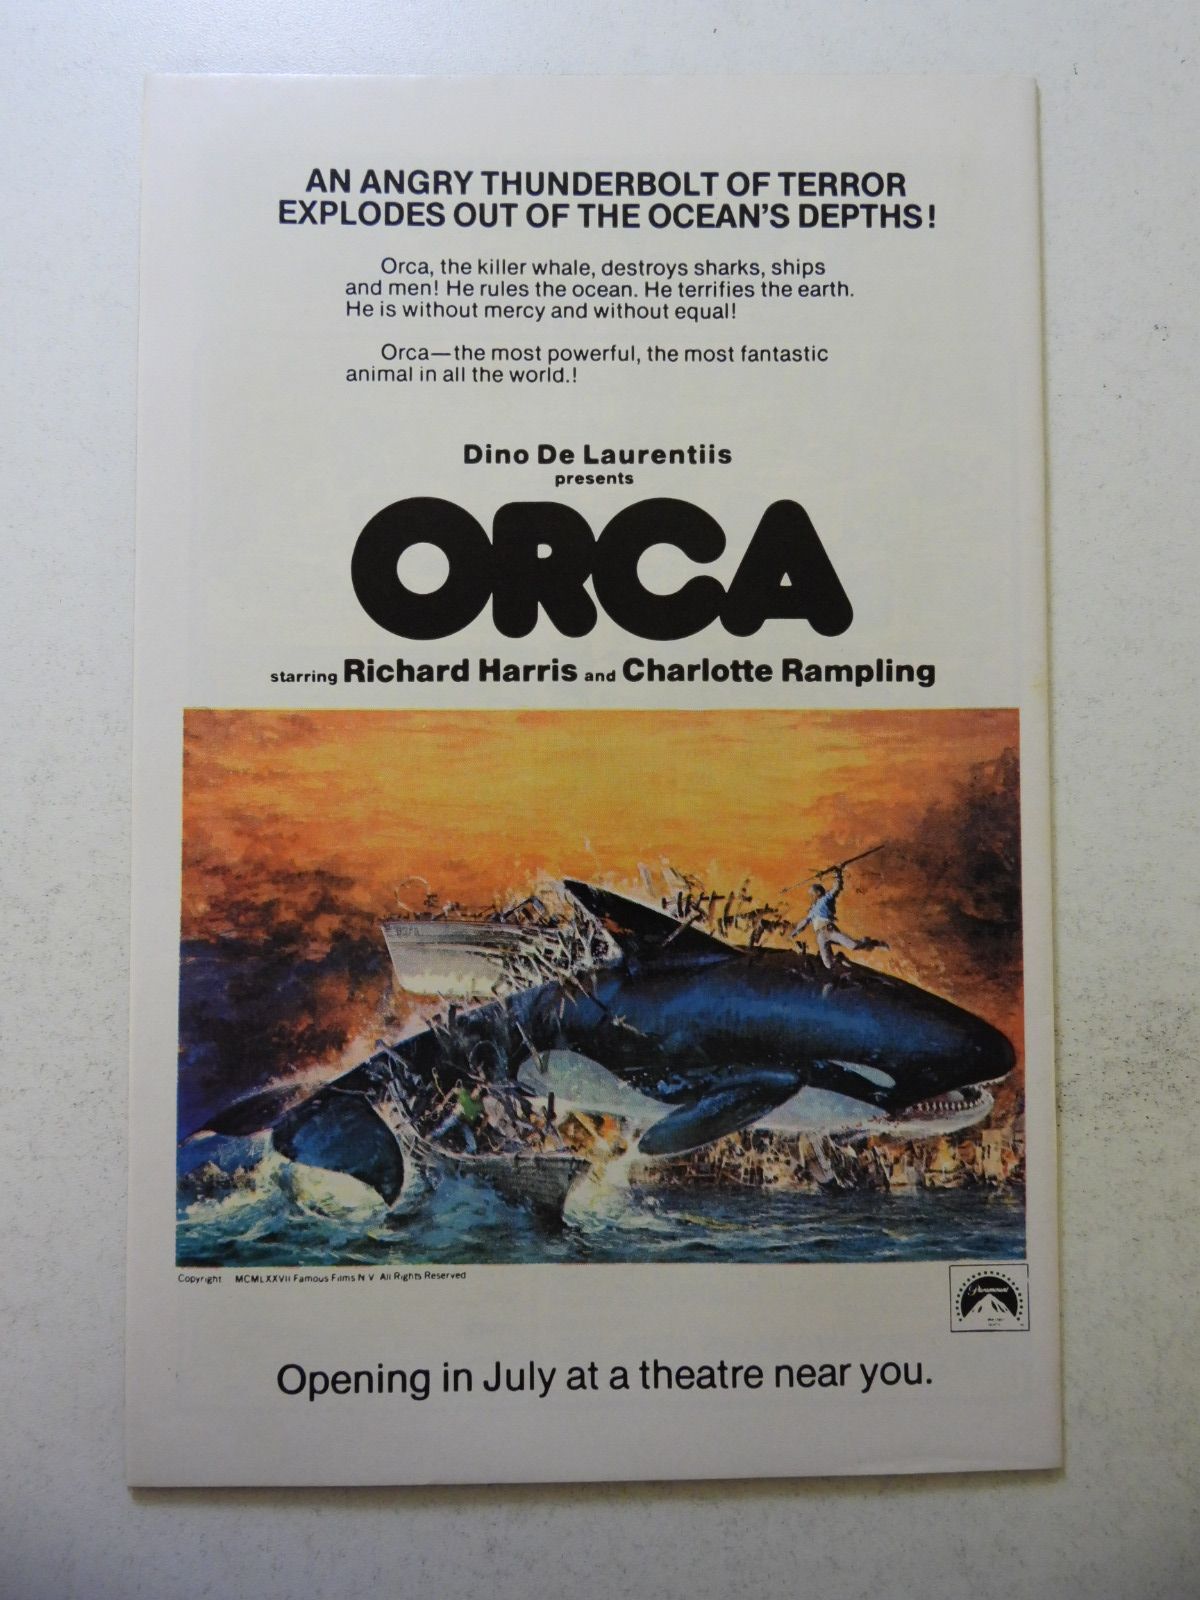 AN ANGRY THUNDERBOLT OF TERROR
EXPLODES OUT OF THE OCEAN'S DEPTHS!
Orca, the killer whale, destroys sharks, ships
and men! He rules the ocean. He terrifies the earth.
He is without mercy and without equal!
Orca—the most powerful, the most fantastic
animal in all the world.!
Dino De Laurentiis
presents
ORCA
starring Richard Harris and Charlotte Rampling
Copyright MCMLXXVII Famous Films N V All Rights Reserved
Paramount
Opening in July at a theatre near you.